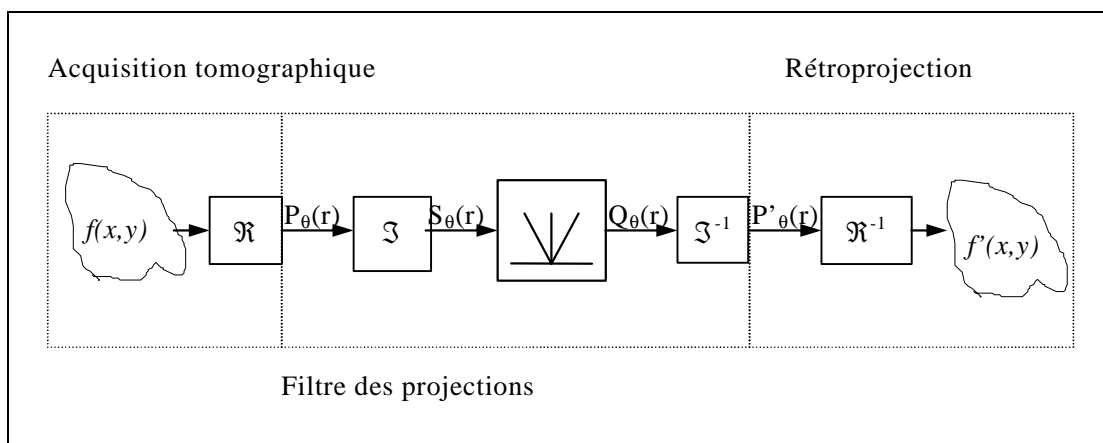 Acquisition tomographique
Rétroprojection
f(x,y)
ℜ
Pθ(r)
ℑ
Sθ(r)
Qθ(r)
ℑ-1
P’θ(r)
ℜ-1
f’(x,y)
Filtre des projections